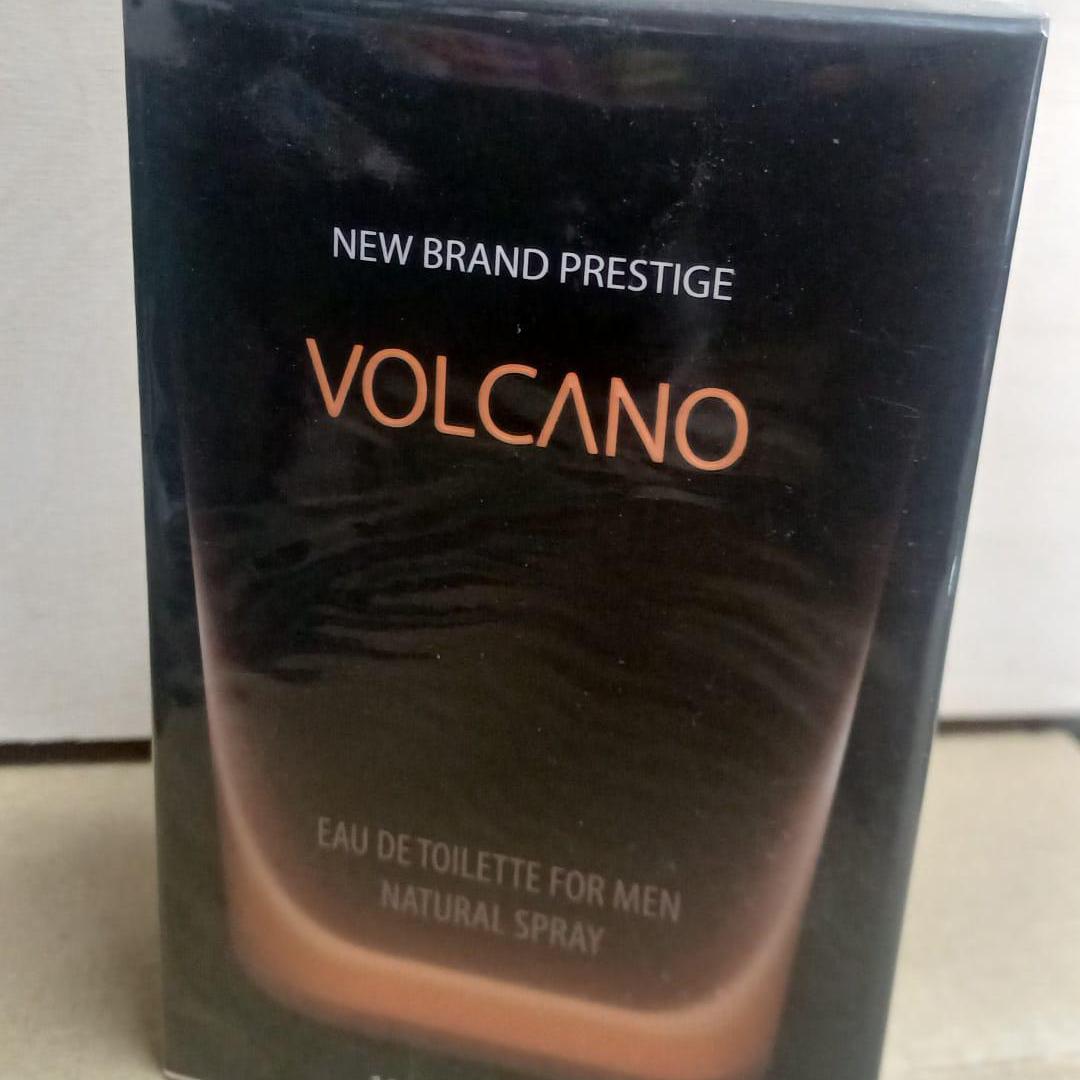 NEW BRAND PRESTIGE
VOLCANO
EAU DE TOILETTE FOR MEN
NATURAL SPRAY